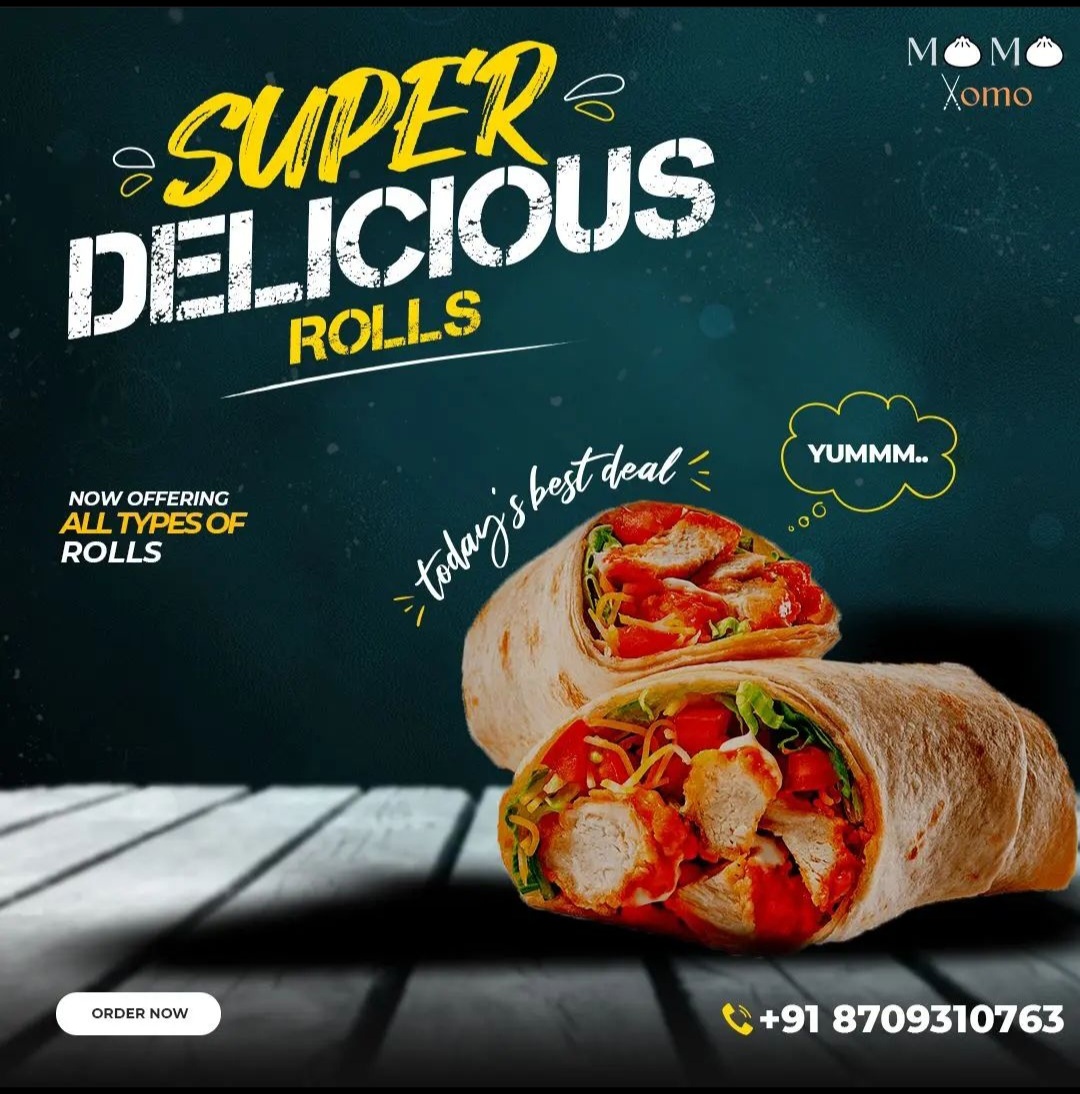 MOMO
Xomo
SUPER
DELICIOUS
ROLLS
today's best deal
YUMMM..
NOW OFFERING
ALL TYPES OF
ROLLS
ORDER NOW
+91 8709310763